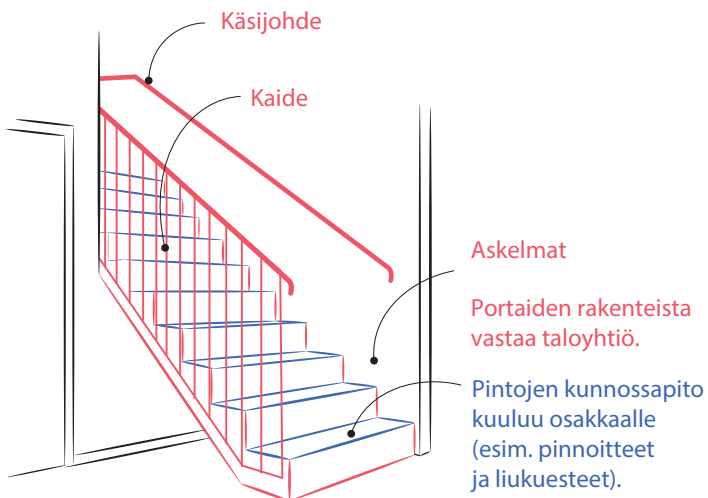 Käsijohde
Kaide
Askelmat
Portaiden rakenteista
vastaa taloyhtiö.
Pintojen kunnossapito
kuuluu osakkaalle
(esim. pinnoitteet
ja liukuesteet).